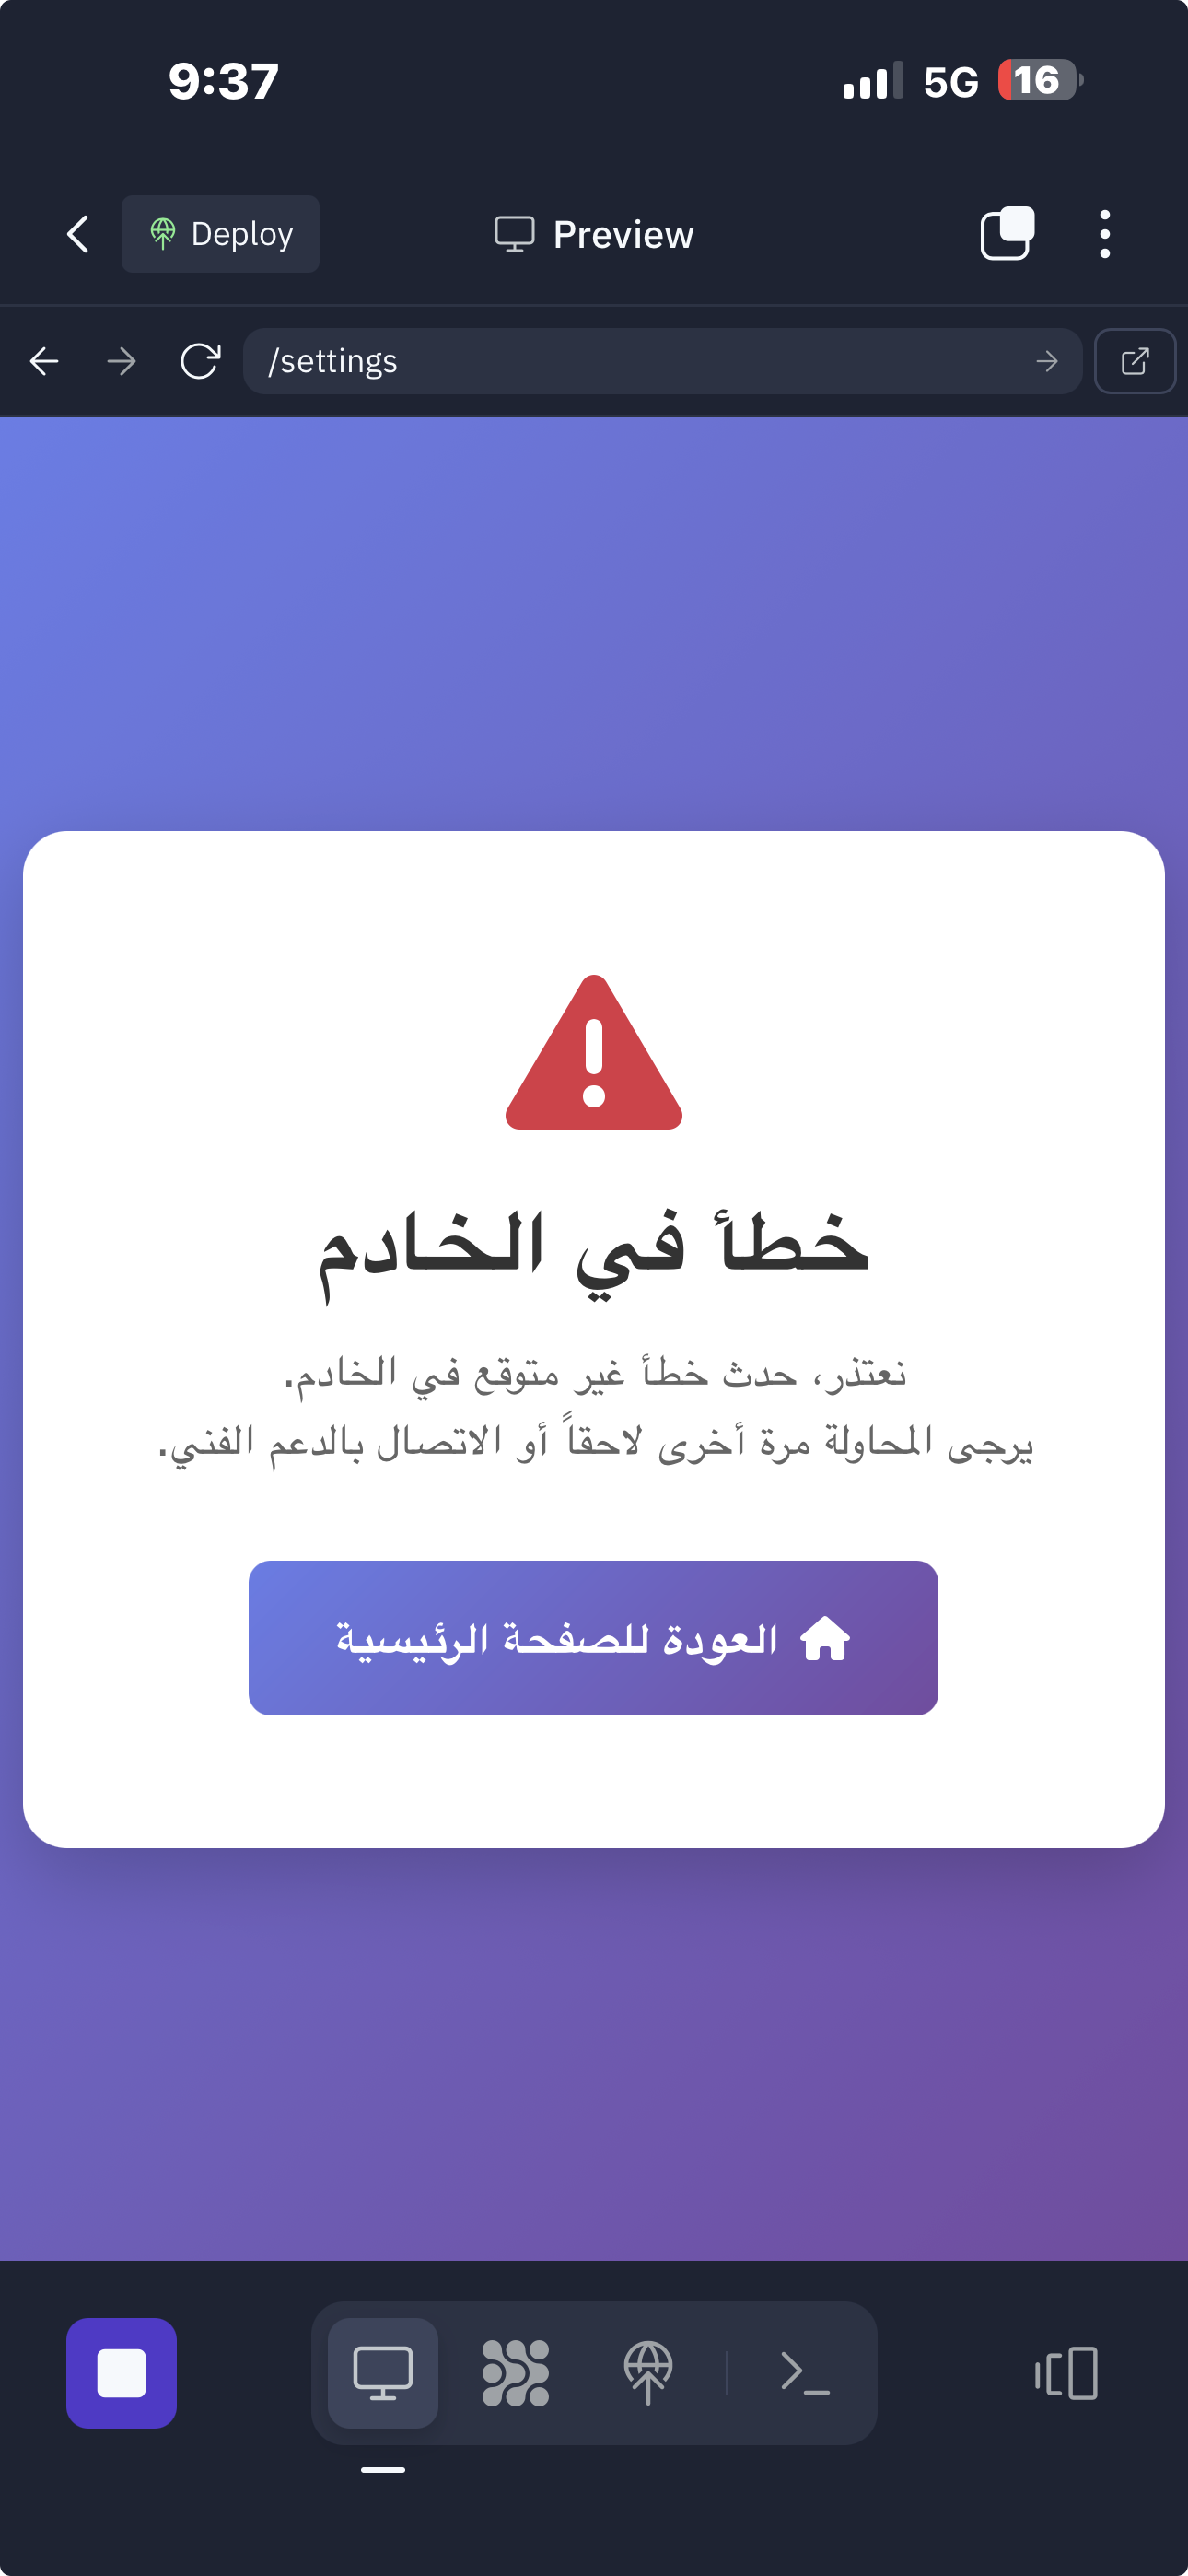 9:37
5G
16
Deploy
Preview
/settings
خطأ في الخادم
نعتذر، حدث خطأ غير متوقع في الخادم.
يرجى المحاولة مرة أخرى لاحقاً أو الاتصال بالدعم الفني.
العودة للصفحة الرئيسية